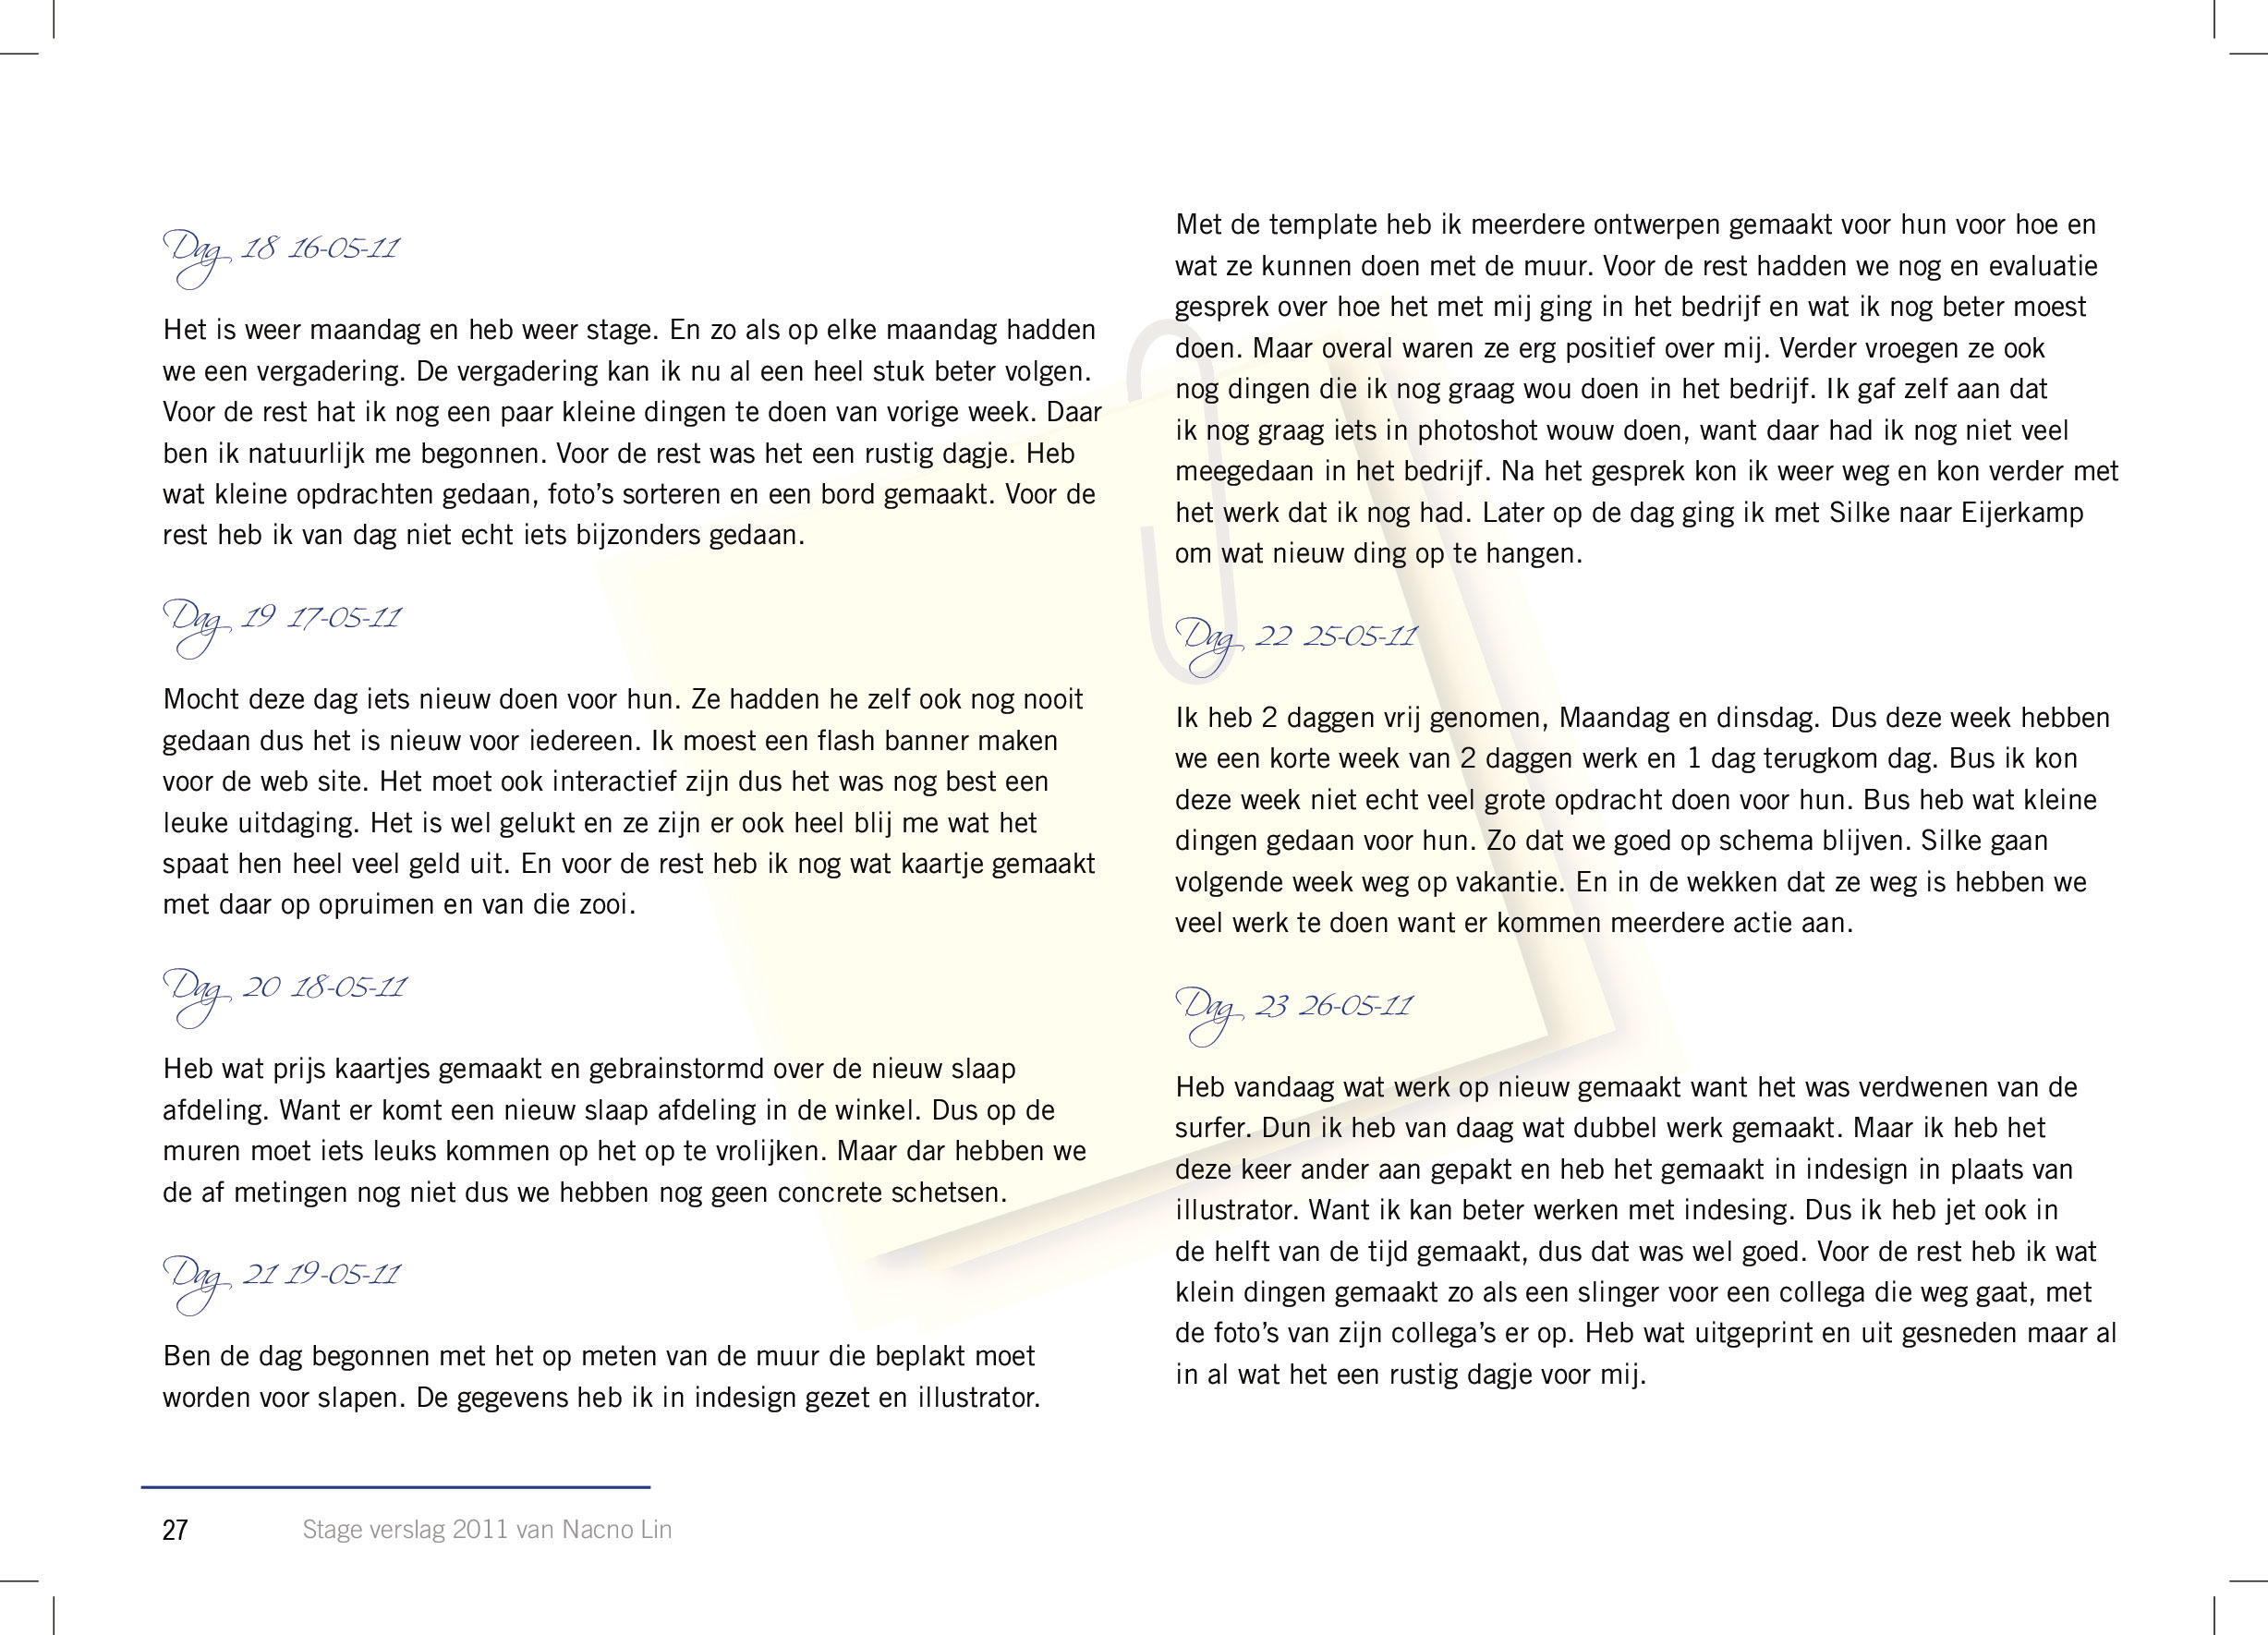 Dag 18 16-05-11
Het is weer maandag en heb weer stage. En zo als op elke maandag hadden
we een vergadering. De vergadering kan ik nu al een heel stuk beter volgen.
Voor de rest hat ik nog een paar kleine dingen te doen van vorige week. Daar
ben ik natuurlijk me begonnen. Voor de rest was het een rustig dagje. Heb
wat kleine opdrachten gedaan, foto’s sorteren en een bord gemaakt. Voor de
rest heb ik van dag niet echt iets bijzonders gedaan.
Dag 19 17-05-11
Mocht deze dag iets nieuw doen voor hun. Ze hadden he zelf ook nog nooit
gedaan dus het is nieuw voor iedereen. Ik moest een flash banner maken
voor de web site. Het moet ook interactief zijn dus het was nog best een
leuke uitdaging. Het is wel gelukt en ze zijn er ook heel blij me wat het
spaat hen heel veel geld uit. En voor de rest heb ik nog wat kaartje gemaakt
met daar op opruimen en van die zooi.
Dag 20 18-05-11
Heb wat prijs kaartjes gemaakt en gebrainstormd over de nieuw slaap
afdeling. Want er komt een nieuw slaap afdeling in de winkel. Dus op de
muren moet iets leuks kommen op het op te vrolijken. Maar dar hebben we
de af metingen nog niet dus we hebben nog geen concrete schetsen.
Dag 21 19-05-11
Ben de dag begonnen met het op meten van de muur die beplakt moet
worden voor slapen. De gegevens heb ik in indesign gezet en illustrator.
Met de template heb ik meerdere ontwerpen gemaakt voor hun voor hoe en
wat ze kunnen doen met de muur. Voor de rest hadden we nog en evaluatie
gesprek over hoe het met mij ging in het bedrijf en wat ik nog beter moest
doen. Maar overal waren ze erg positief over mij. Verder vroegen ze ook
nog dingen die ik nog graag wou doen in het bedrijf. Ik gaf zelf aan dat
ik nog graag iets in photoshot wouw doen, want daar had ik nog niet veel
meegedaan in het bedrijf. Na het gesprek kon ik weer weg en kon verder met
het werk dat ik nog had. Later op de dag ging ik met Silke naar Eijerkamp
om wat nieuw ding op te hangen.
Dag 22 25-05-11
Ik heb 2 daggen vrij genomen, Maandag en dinsdag. Dus deze week hebben
we een korte week van 2 daggen werk en 1 dag terugkom dag. Bus ik kon
deze week niet echt veel grote opdracht doen voor hun. Bus heb wat kleine
dingen gedaan voor hun. Zo dat we goed op schema blijven. Silke gaan
volgende week weg op vakantie. En in de wekken dat ze weg is hebben we
veel werk te doen want er kommen meerdere actie aan.
Dag 23 26-05-11
Heb vandaag wat werk op nieuw gemaakt want het was verdwenen van de
surfer. Dun ik heb van daag wat dubbel werk gemaakt. Maar ik heb het
deze keer ander aan gepakt en heb het gemaakt in indesign in plaats van
illustrator. Want ik kan beter werken met indesing. Dus ik heb jet ook in
de helft van de tijd gemaakt, dus dat was wel goed. Voor de rest heb ik wat
klein dingen gemaakt zo als een slinger voor een collega die weg gaat, met
de foto’s van zijn collega’s er op. Heb wat uitgeprint en uit gesneden maar al
in al wat het een rustig dagje voor mij.
27 Stage verslag 2011 van Nacno Lin